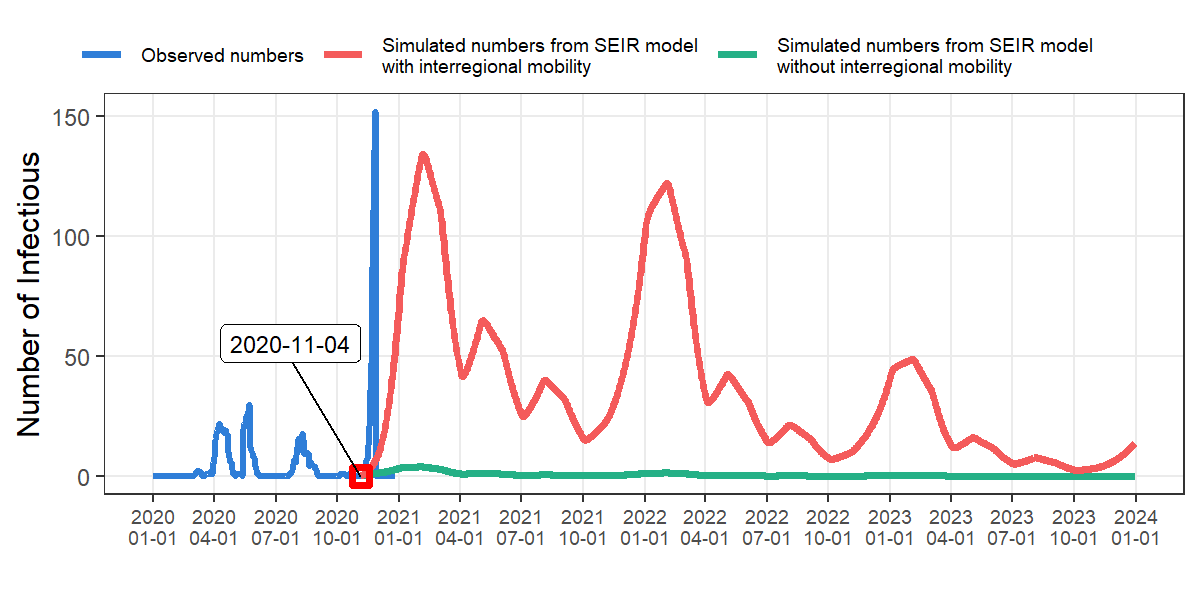 Observed numbers
Simulated numbers from SEIR model
with interregional mobility
Simulated numbers from SEIR model
without interregional mobility
Number of Infectious
150
100
50
0
2020-11-04
2020 2020 2020 2020 2021 2021 2021 2021 2022 2022 2022 2022 2023 2023 2023 2023 2024
01-01 04-01 07-01 10-01 01-01 04-01 07-01 10-01 01-01 04-01 07-01 10-01 01-01 04-01 07-01 10-01 01-01